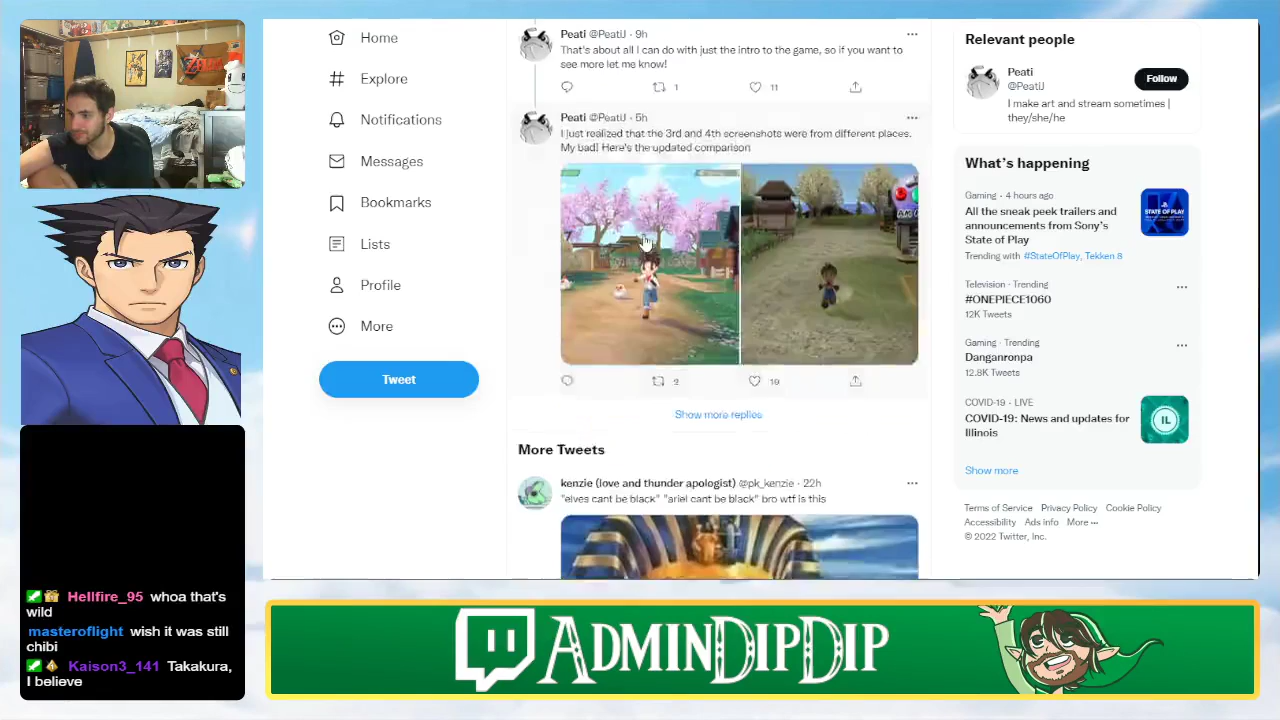 Home
Explore
Notifications
Messages
Bookmarks
Lists
Profile
More
Tweet
Peati @PeatiJ · 9h
That's about all I can do with just the intro to the game, so if you want to
see more let me know!
1
11
Peati @PeatiJ · 5h
I just realized that the 3rd and 4th screenshots were from different places.
My bad! Here's the updated comparison
2
19
Show more replies
More Tweets
kenzie (love and thunder apologist) @pk_kenzie · 22h
"elves cant be black" "ariel cant be black" bro wtf is this
Relevant people
Peati
@PeatiJ
Follow
I make art and stream sometimes |
they/she/he
What's happening
Gaming · 4 hours ago
All the sneak peek trailers and
announcements from Sony's
State of Play
STATE OF PLAY
Trending with #StateOfPlay, Tekken 8
Television · Trending
#ONEPIECE1060
12K Tweets
Gaming · Trending
Danganronpa
12.8K Tweets
COVID-19 · LIVE
COVID-19: News and updates for
Illinois
IL
Show more
Terms of Service Privacy Policy Cookie Policy
Accessibility Ads info More ···
© 2022 Twitter, Inc.
Hellfire_95 whoa that's
wild
masteroflight wish it was still
chibi
Kaison3_141 Takakura,
I believe
ADMINDIPDIP